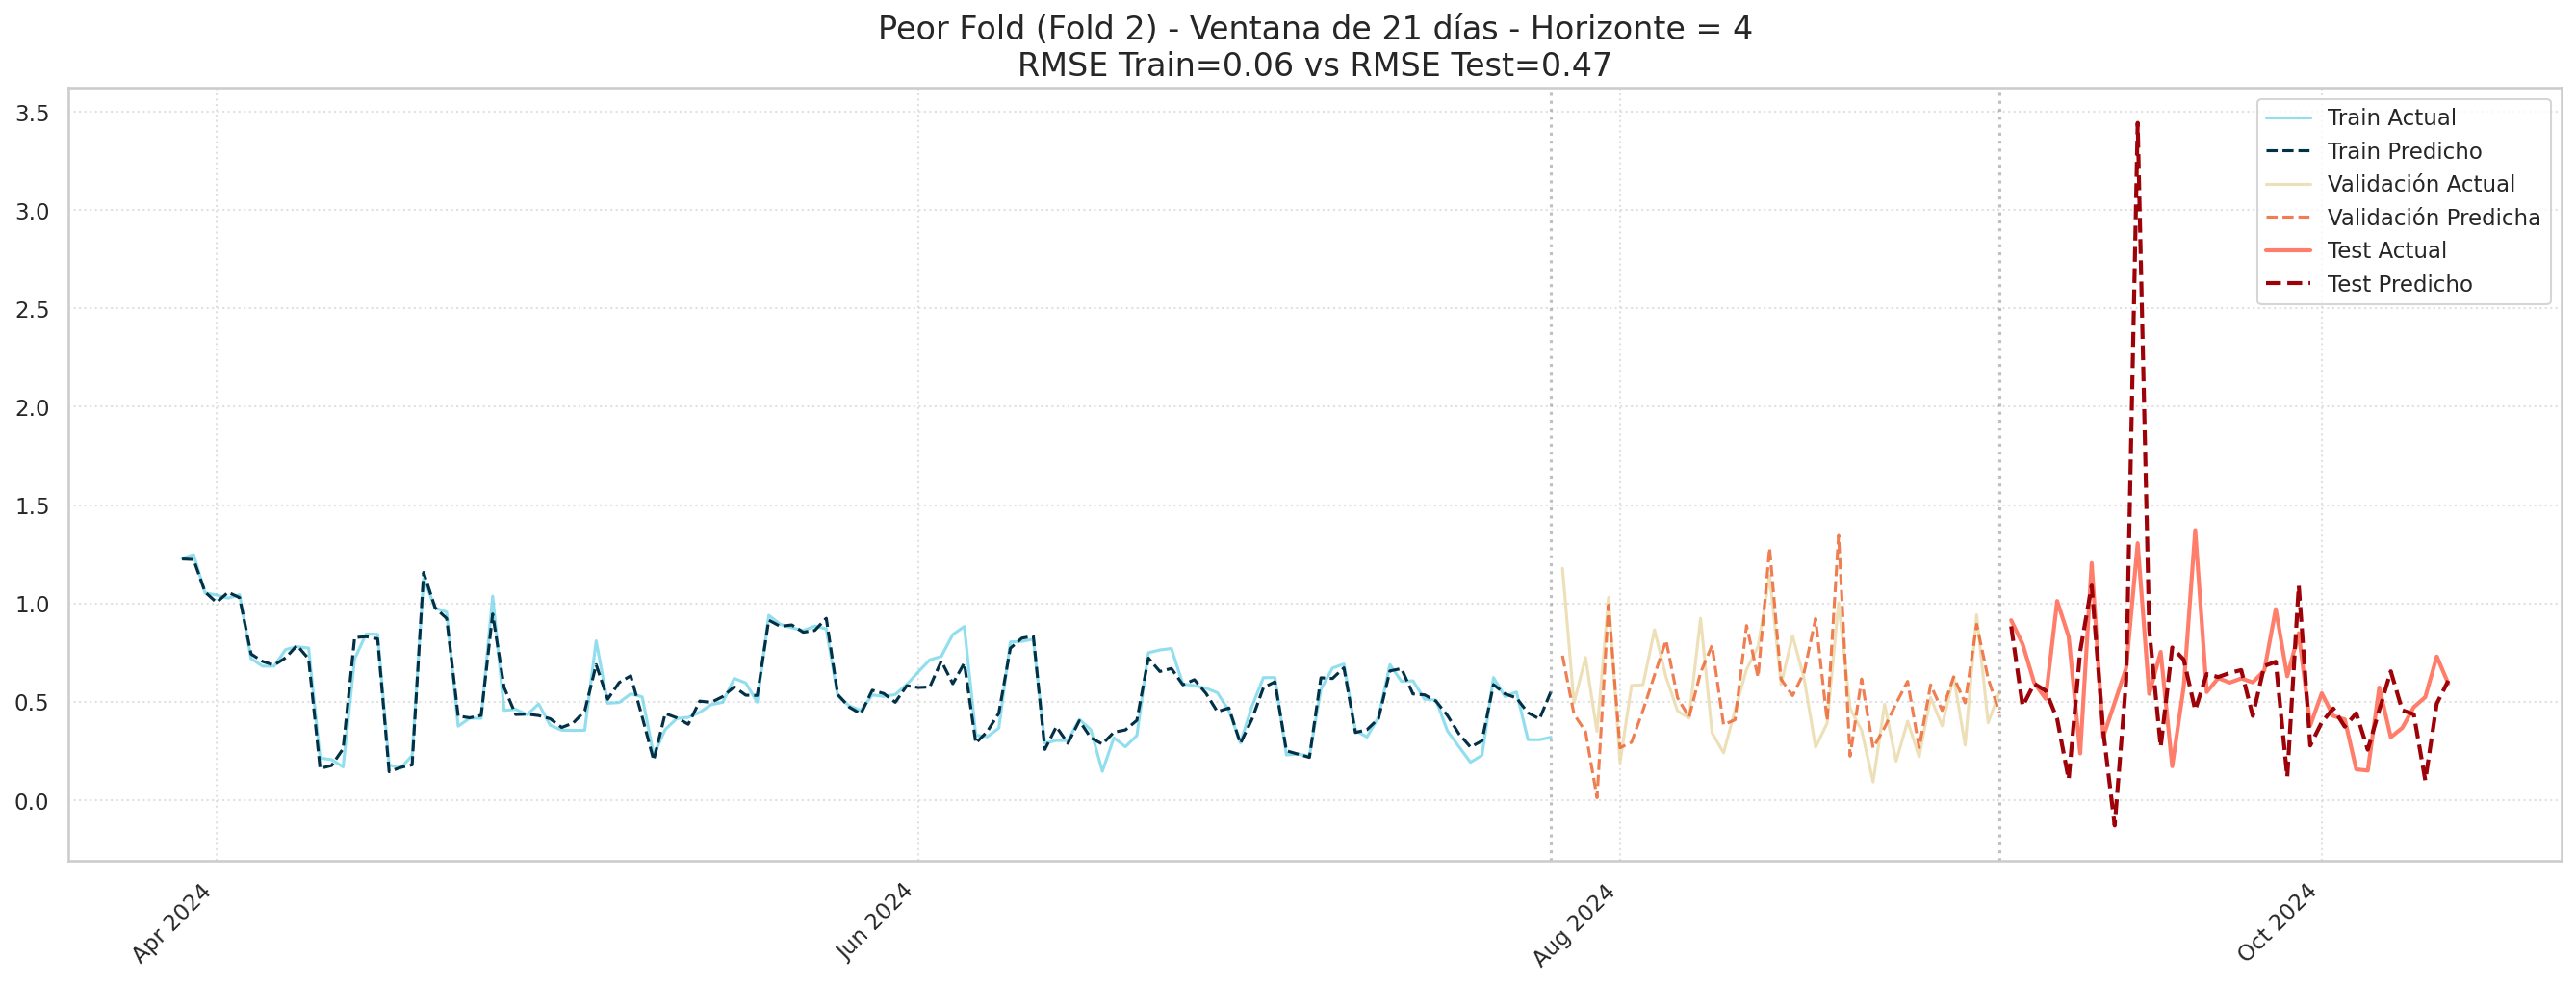 Peor Fold (Fold 2) - Ventana de 21 días - Horizonte = 4
RMSE Train=0.06 vs RMSE Test=0.47
3.5
3.0
2.5
2.0
1.5
1.0
0.5
0.0
Train Actual
Train Predicho
Validación Actual
Validación Predicha
Test Actual
Test Predicho
Apr 2024
Jun 2024
Aug 2024
Oct 2024